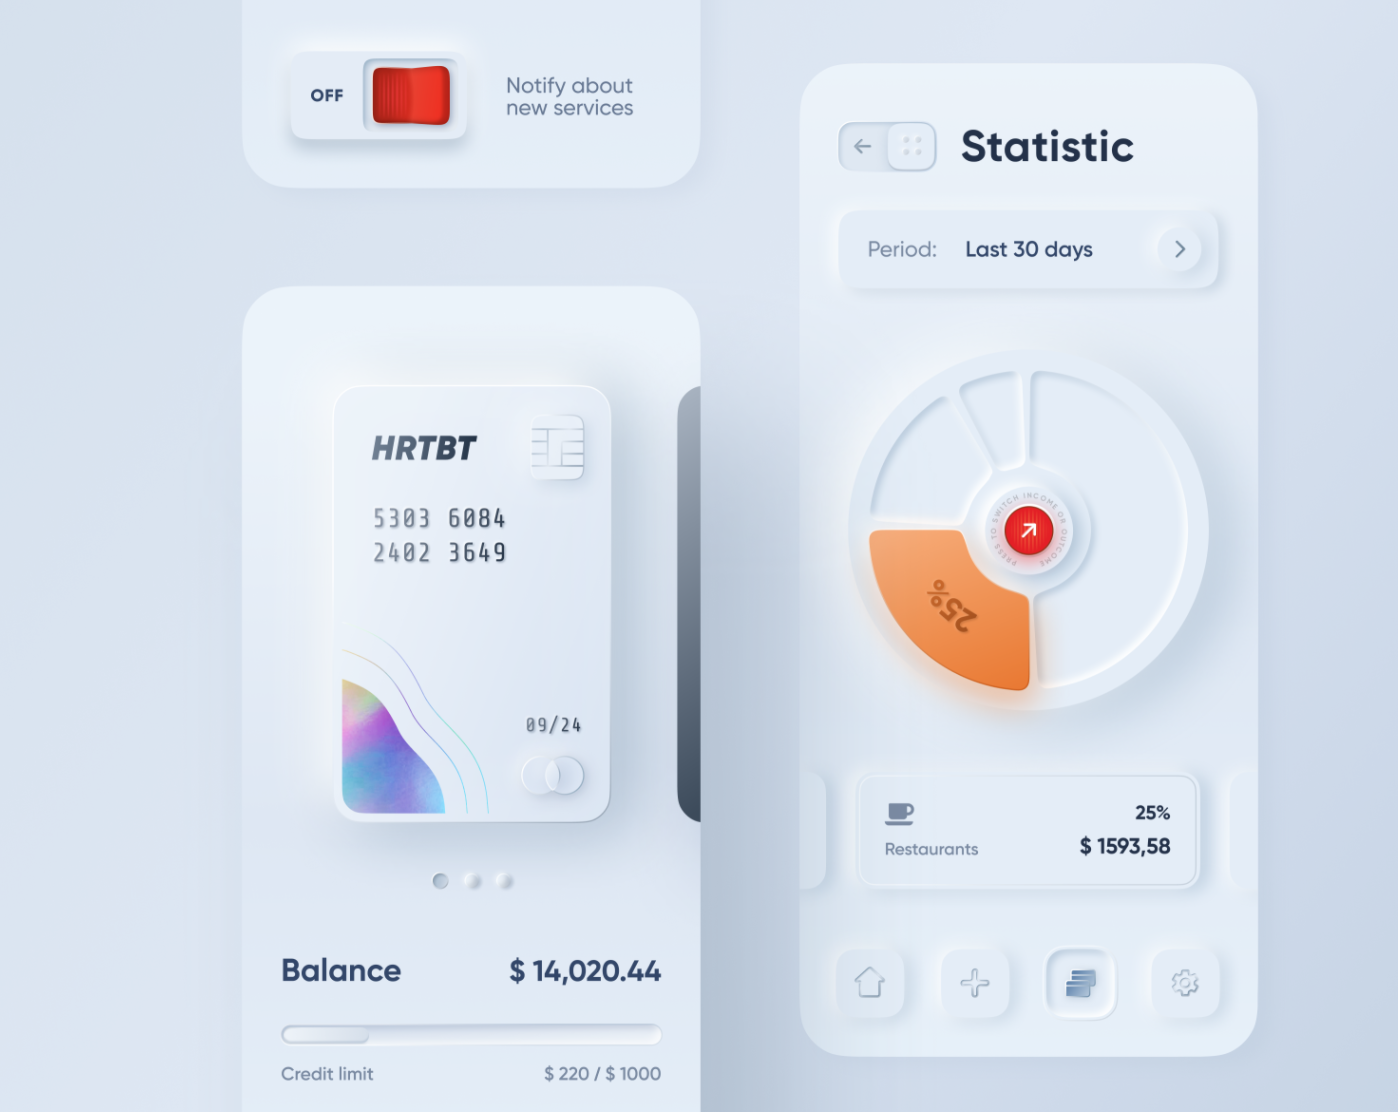 OFF
Notify about
new services
HRTBT
5303 6084
2402 3649
09/24
Balance
$ 14,020.44
Credit limit
$ 220 / $ 1000
Statistic
Period:
Last 30 days
PRESS TO SWITCH INCOME OR OUTCOME
25%
25%
Restaurants
$ 1593,58